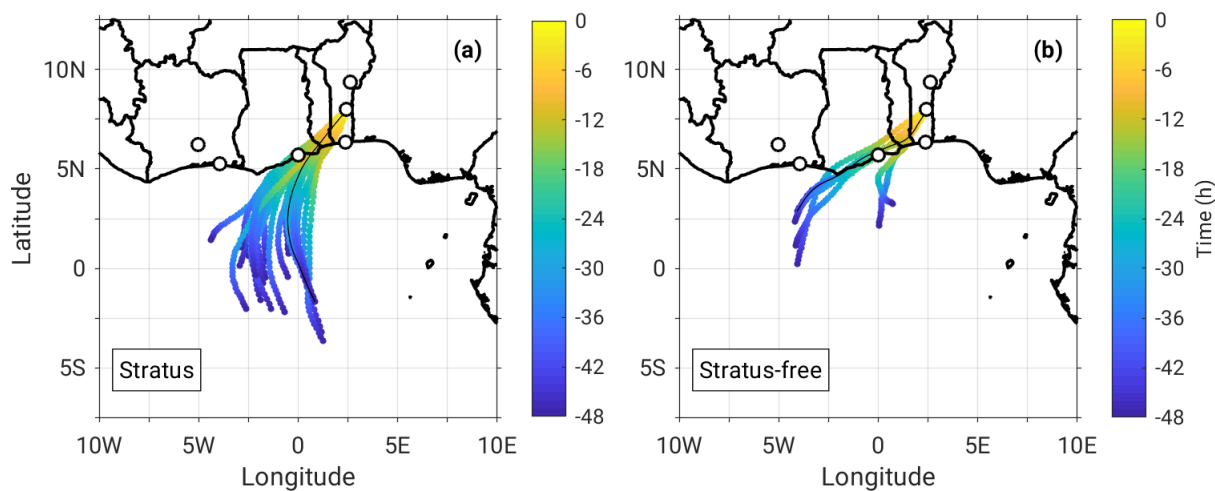 (a)
10N
5N
0
5S
Latitude
10W
5W
0
5E
10E
Longitude
Stratus
0
-6
-12
-18
-24
-30
-36
-42
-48
(b)
10N
5N
0
5S
10W
5W
0
5E
10E
Longitude
Stratus-free
0
-6
-12
-18
-24
-30
-36
-42
-48
Time (h)